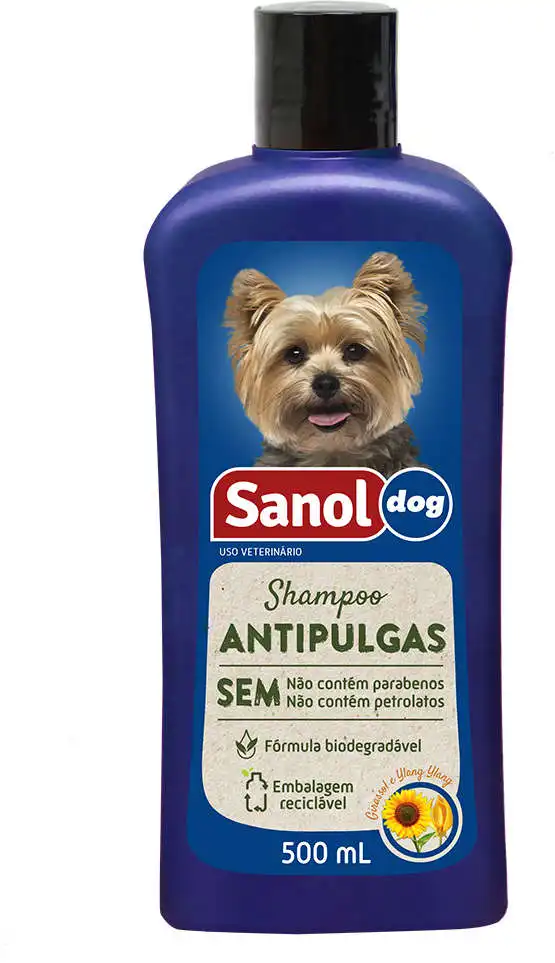 Sanol dog
USO VETERINÁRIO
Shampoo
ANTIPULGAS
SEM
Não contém parabenos
Não contém petrolatos
Fórmula biodegradável
Embalagem
reciclável
Girassol e Ylang Ylang
500 mL